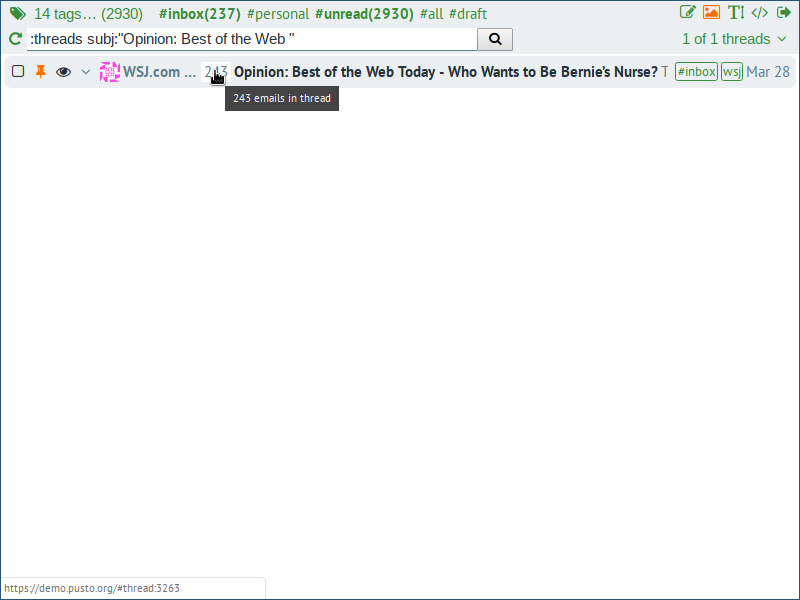 14 tags… (2930) #inbox(237) #personal #unread(2930) #all #draft
:threads subj:"Opinion: Best of the Web " 1 of 1 threads
WSJ.com ... 243 Opinion: Best of the Web Today - Who Wants to Be Bernie's Nurse? T #inbox wsj Mar 28
243 emails in thread
https://demo.pusto.org/#thread:3263